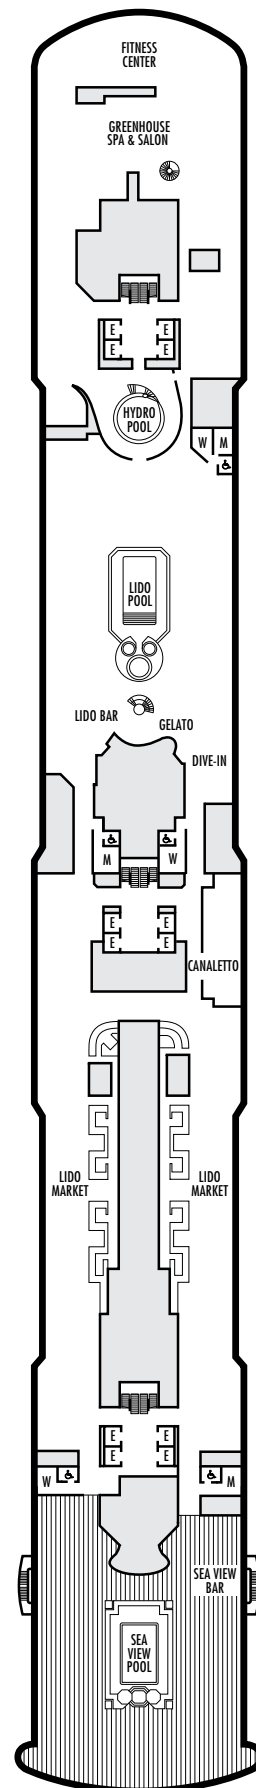 FITNESS
CENTER
GREENHOUSE
SPA & SALON
E E
E E
HYDRO
POOL
W M
LIDO
POOL
LIDO BAR
GELATO
DIVE-IN
M W
E E
E E
CANALETTO
LIDO
MARKET
LIDO
MARKET
E E
E E
W M
SEA VIEW
BAR
SEA
VIEW
POOL